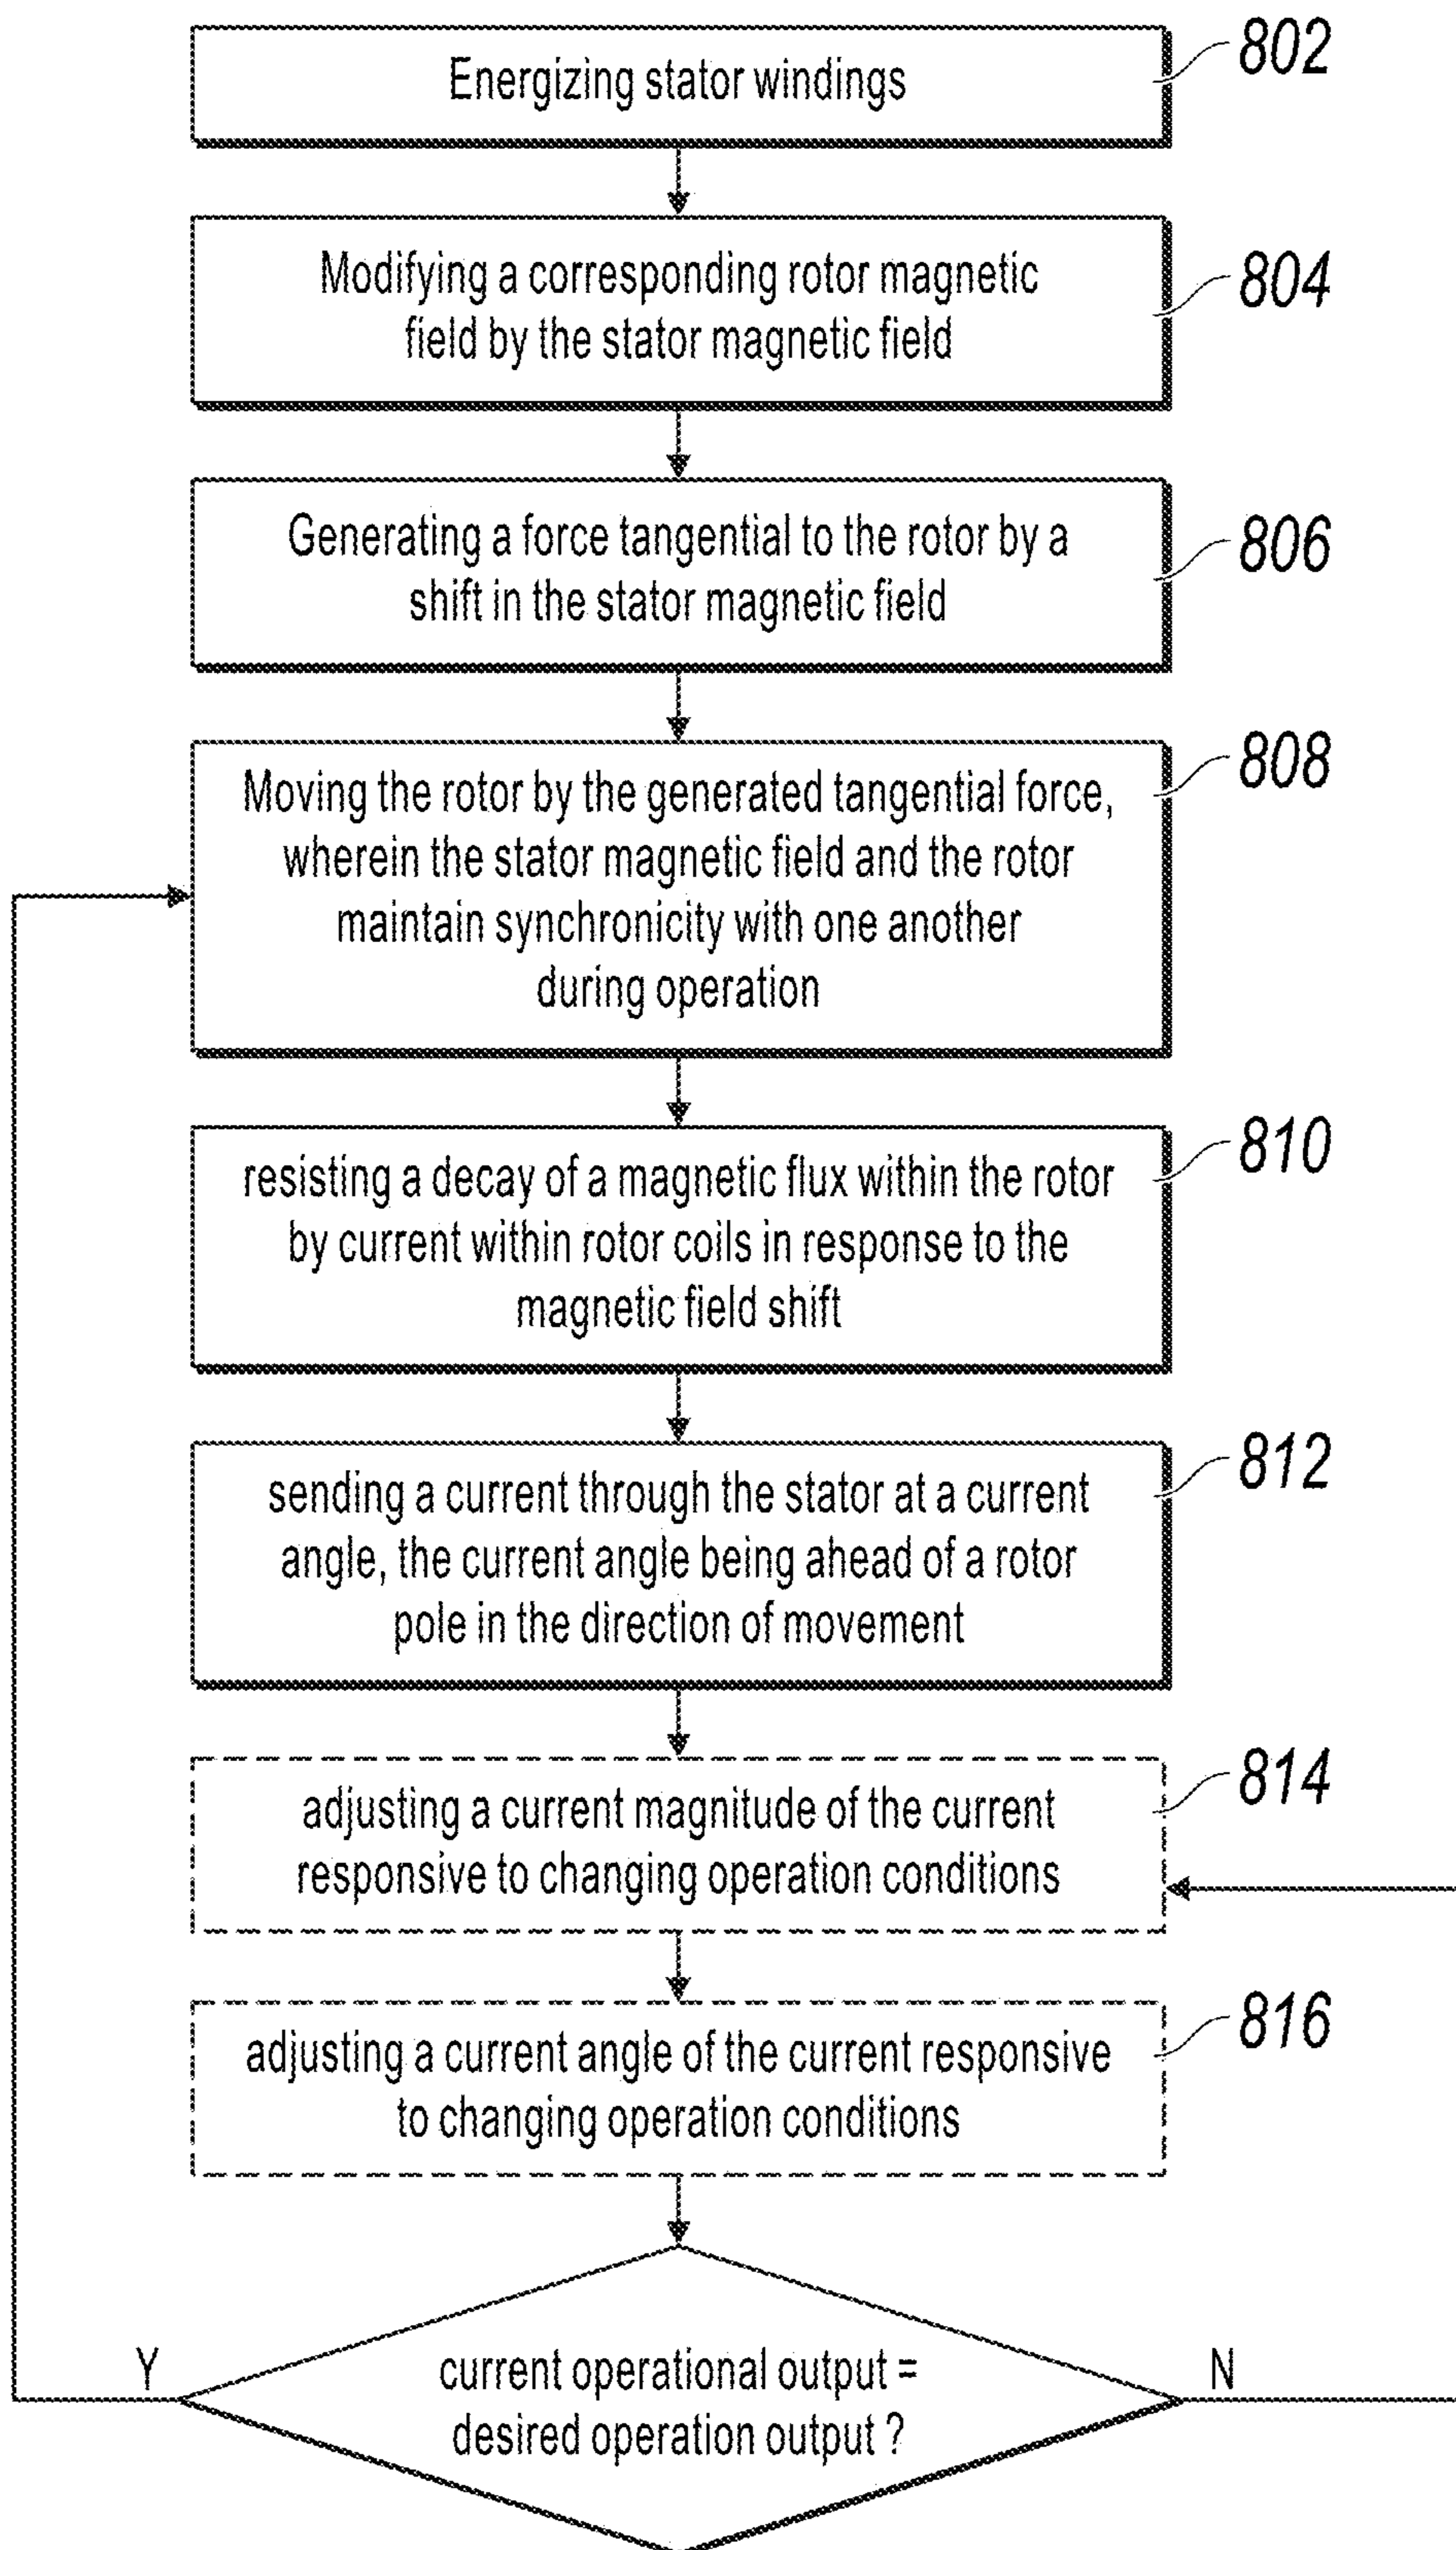 802
Energizing stator windings
804
Modifying a corresponding rotor magnetic
field by the stator magnetic field
806
Generating a force tangential to the rotor by a
shift in the stator magnetic field
808
Moving the rotor by the generated tangential force,
wherein the stator magnetic field and the rotor
maintain synchronicity with one another
during operation
810
resisting a decay of a magnetic flux within the rotor
by current within rotor coils in response to the
magnetic field shift
812
sending a current through the stator at a current
angle, the current angle being ahead of a rotor
pole in the direction of movement
814
adjusting a current magnitude of the current
responsive to changing operation conditions
816
adjusting a current angle of the current responsive
to changing operation conditions
Y
N
current operational output =
desired operation output ?